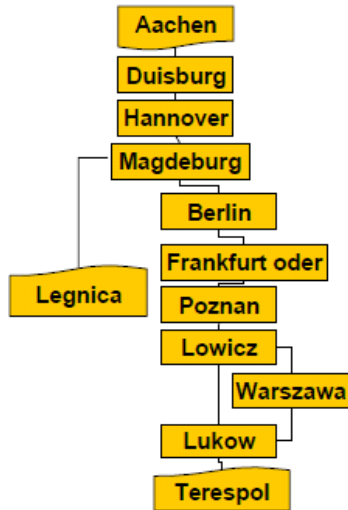 Aachen
Duisburg
Hannover
Magdeburg
Berlin
Frankfurt oder
Legnica
Poznan
Lowicz
Warszawa
Lukow
Terespol